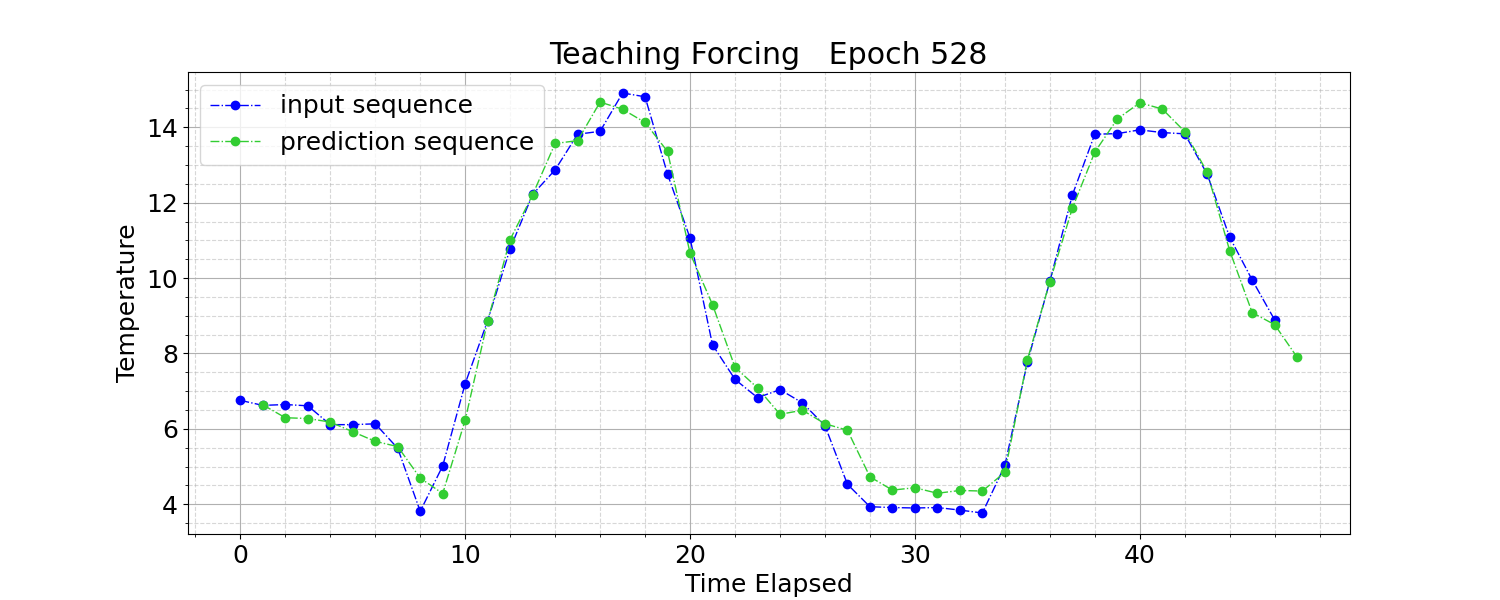 Teaching Forcing   Epoch 528
input sequence
prediction sequence
14
12
10
8
6
4
Temperature
0 10 20 30 40
Time Elapsed